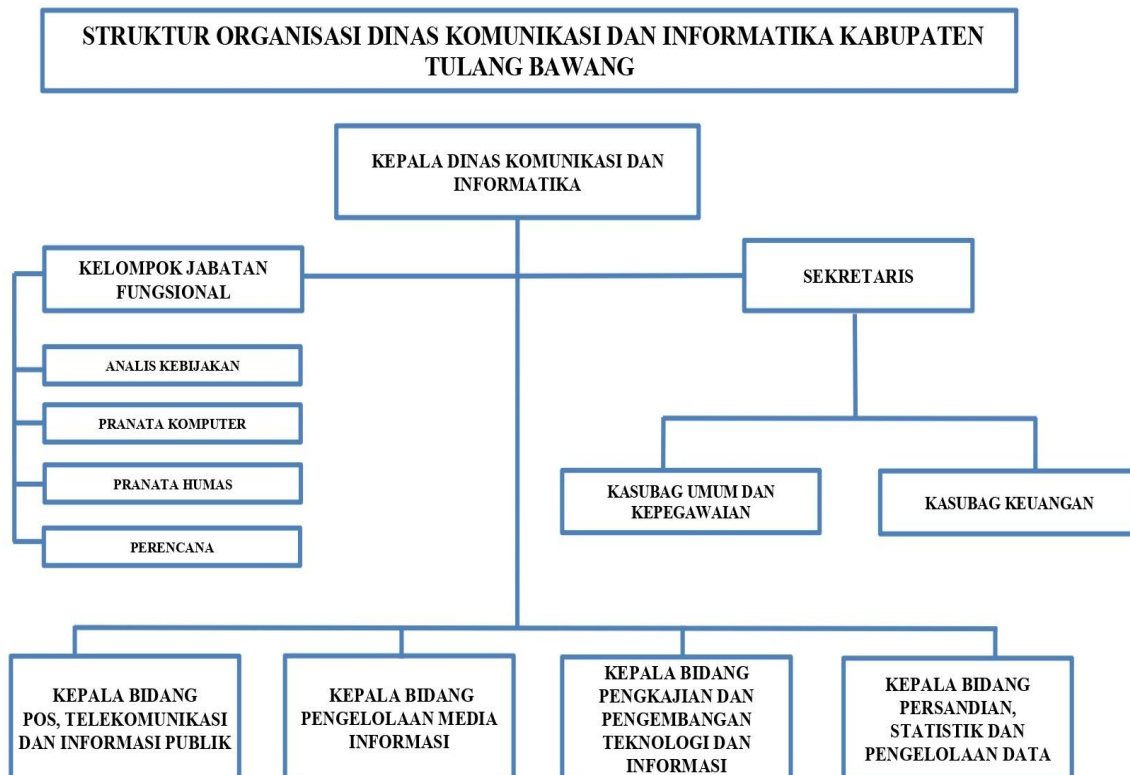 STRUKTUR ORGANISASI DINAS KOMUNIKASI DAN INFORMATIKA KABUPATEN
TULANG BAWANG
KEPALA DINAS KOMUNIKASI DAN
INFORMATIKA
KELOMPOK JABATAN
FUNGSIONAL
SEKRETARIS
ANALIS KEBIJAKAN
PRANATA KOMPUTER
PRANATA HUMAS
PERENCANA
KASUBAG UMUM DAN
KEPEGAWAIAN
KASUBAG KEUANGAN
KEPALA BIDANG
POS, TELEKOMUNIKASI
DAN INFORMASI PUBLIK
KEPALA BIDANG
PENGELOLAAN MEDIA
INFORMASI
KEPALA BIDANG
PENGKAJIAN DAN
PENGEMBANGAN
TEKNOLOGI DAN
INFORMASI
KEPALA BIDANG
PERSANDIAN,
STATISTIK DAN
PENGELOLAAN DATA